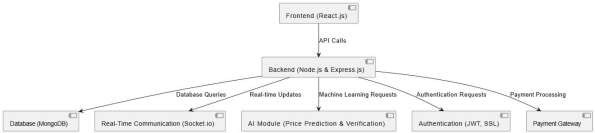 Frontend (React.js)
API Calls
Backend (Node.js & Express.js)
Database Queries
Real-time Updates
Machine Learning Requests
Authentication Requests
Payment Processing
Database (MongoDB)
Real-Time Communication (Socket.io)
AI Module (Price Prediction & Verification)
Authentication (JWT, SSL)
Payment Gateway